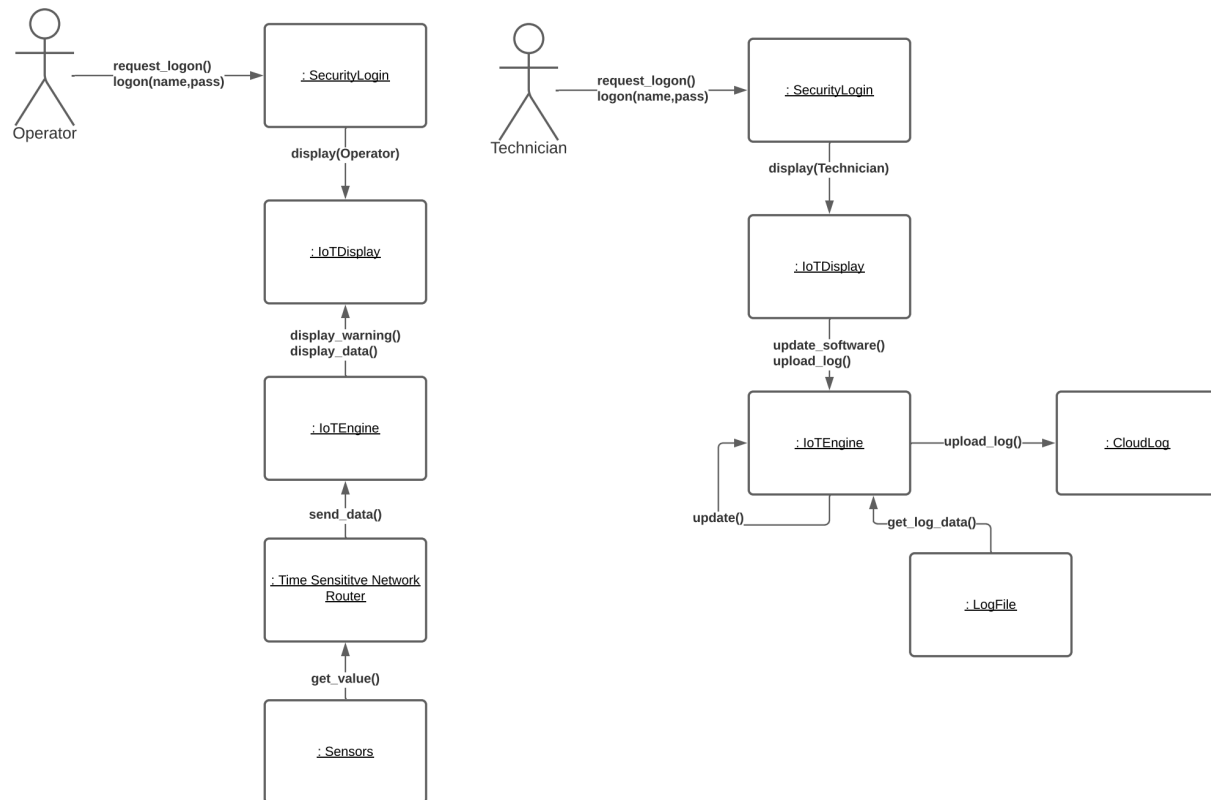 request_logon()
logon(name,pass)
Operator
: SecurityLogin
display(Operator)
: IoTDisplay
display_warning()
display_data()
: IoTEngine
send_data()
: Time Sensititve Network
Router
get_value()
: Sensors
request_logon()
logon(name,pass)
Technician
: SecurityLogin
display(Technician)
: IoTDisplay
update_software()
upload_log()
: IoTEngine
upload_log()
: CloudLog
update()
get_log_data()
: LogFile